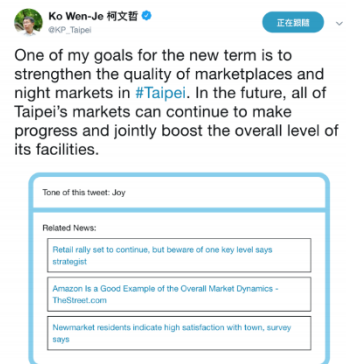 Ko Wen-Je 柯文哲
@KP_Taipei
正在跟隨
One of my goals for the new term is to
strengthen the quality of marketplaces and
night markets in #Taipei. In the future, all of
Taipei's markets can continue to make
progress and jointly boost the overall level of
its facilities.
Tone of this tweet: Joy
Related News:
Retail rally set to continue, but beware of one key level says
strategist
Amazon Is a Good Example of the Overall Market Dynamics -
TheStreet.com
Newmarket residents indicate high satisfaction with town, survey
says